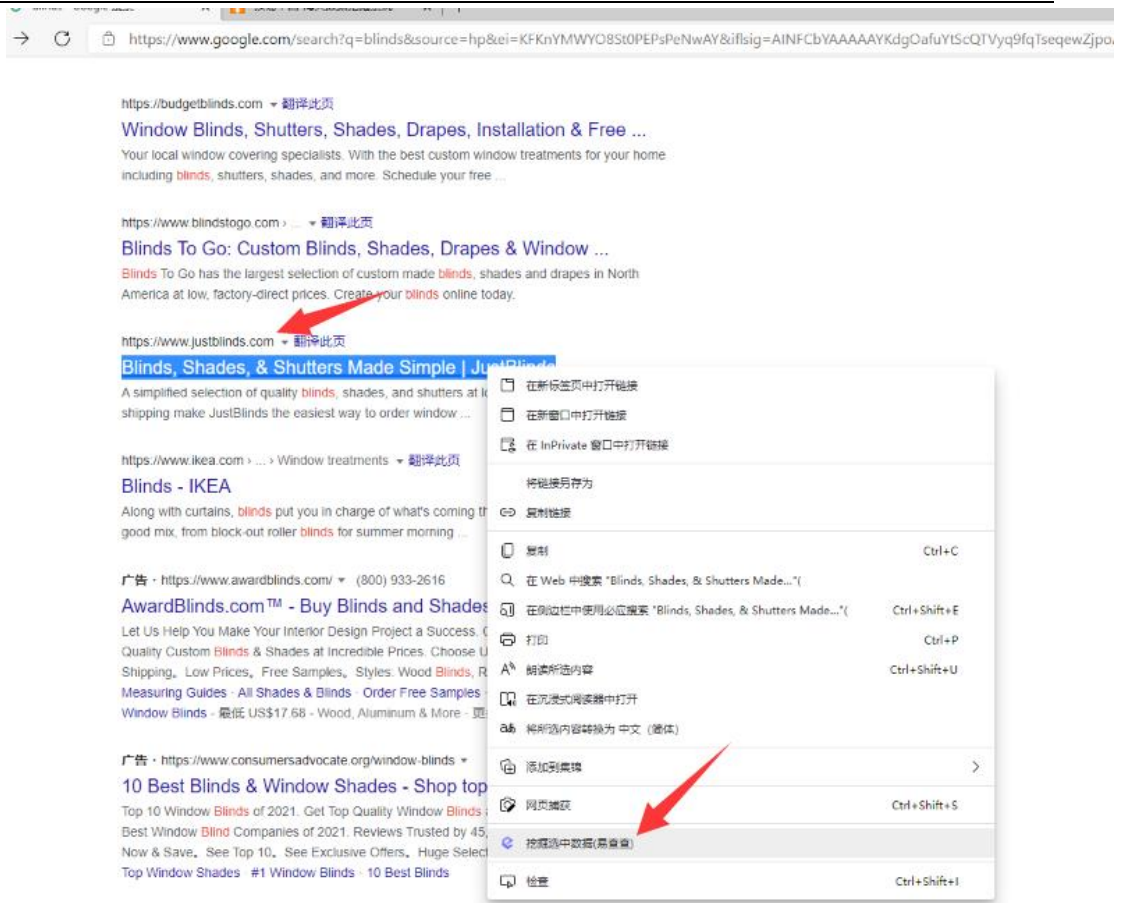 https://www.google.com/search?q=blinds&source=hp&ei=KFKnYMWYO8St0PEPsPeNwAY&iflsig=AINFCbYAAAAAYKdgOafuYtScQTVyq9fqTseqewZjpo
https://budgetblinds.com 翻译此页
Window Blinds, Shutters, Shades, Drapes, Installation & Free ...
Your local window covering specialists. With the best custom window treatments for your home
including blinds, shutters, shades, and more. Schedule your free ...
https://www.blindstogo.com › ... 翻译此页
Blinds To Go: Custom Blinds, Shades, Drapes & Window ...
Blinds To Go has the largest selection of custom made blinds, shades and drapes in North
America at low, factory-direct prices. Create your blinds online today.
https://www.justblinds.com 翻译此页
Blinds, Shades, & Shutters Made Simple | JustBlinds
A simplified selection of quality blinds, shades, and shutters at
shipping make JustBlinds the easiest way to order window ...
https://www.ikea.com › ... › Window treatments 翻译此页
Blinds - IKEA
Along with curtains, blinds put you in charge of what's coming
good mix, from block-out roller blinds for summer morning ...
广告 · https://www.awardblinds.com/ (800) 933-2616
AwardBlinds.com™ - Buy Blinds and Shades
Let Us Help You Make Your Interior Design Project a Success.
Quality Custom Blinds & Shades at Incredible Prices. Choose
Shipping, Low Prices, Free Samples, Styles: Wood Blinds,
Measuring Guides · All Shades & Blinds · Order Free Samples ·
Window Blinds - 最低 US$17.68 - Wood, Aluminum & More - 更
广告 · https://www.consumersadvocate.org/window-blinds
10 Best Blinds & Window Shades - Shop top
Top 10 Window Blinds of 2021. Get Top Quality Window Blinds
Best Window Blind Companies of 2021. Reviews Trusted by 45,
Now & Save, See Top 10, See Exclusive Offers, Huge Select
Top Window Shades · #1 Window Blinds · 10 Best Blinds
在新标签页中打开链接
在新窗口中打开链接
在 InPrivate 窗口中打开链接
将链接另存为
复制链接
复制 Ctrl+C
在 Web 中搜索 "Blinds, Shades, & Shutters Made..."(
在侧边栏中使用必应搜索 "Blinds, Shades, & Shutters Made..."( Ctrl+Shift+E
打印 Ctrl+P
朗读所选内容 Ctrl+Shift+U
在沉浸式阅读器中打开
将所选内容转换为 中文 (简体)
添加到集锦
网页捕获 Ctrl+Shift+S
挖掘选中数据(易查查)
检查 Ctrl+Shift+I